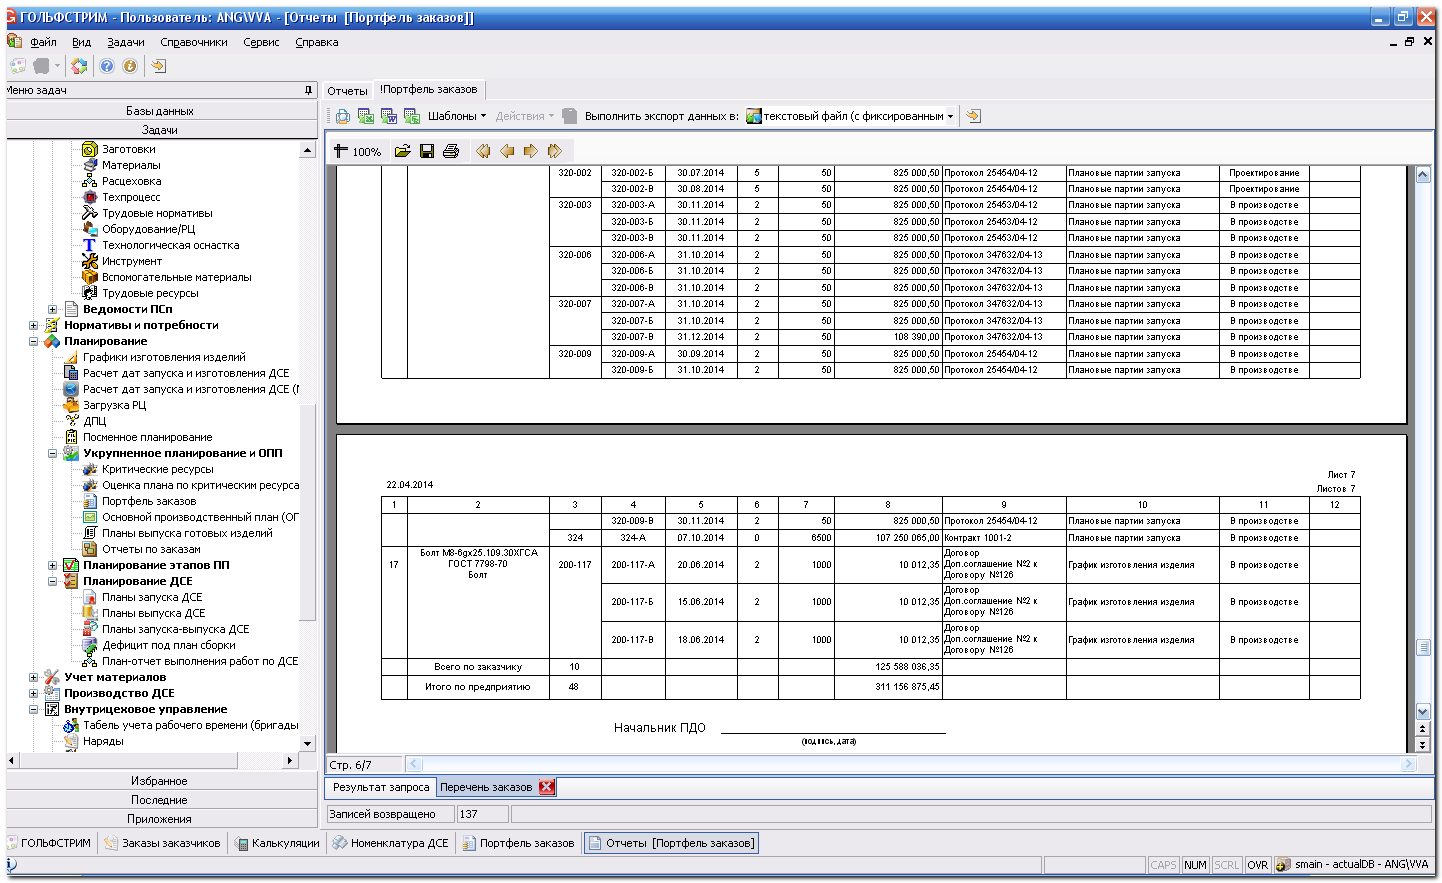 ГОЛЬФСТРИМ - Пользователь: ANG\VVA - [Отчеты [Портфель заказов]]
Файл Вид Задачи Справочники Сервис Справка
Меню задач
Базы данных
Задачи
Заготовки
Материалы
Расцеховка
Техпроцесс
Трудовые нормативы
Оборудование/РЦ
Технологическая оснастка
Инструмент
Вспомогательные материалы
Трудовые ресурсы
Ведомости ПСп
Нормативы и потребности
Планирование
Графики изготовления изделий
Расчет дат запуска и изготовления ДСЕ
Расчет дат запуска и изготовления ДСЕ (
Загрузка РЦ
ДПЦ
Посменное планирование
Укрупненное планирование и ОПП
Критические ресурсы
Оценка плана по критическим ресурса
Портфель заказов
Основной производственный план (ОГ
Планы выпуска готовых изделий
Отчеты по заказам
Планирование этапов ПП
Планирование ДСЕ
Планы запуска ДСЕ
Планы выпуска ДСЕ
Планы запуска-выпуска ДСЕ
Дефицит под план сборки
План-отчет выполнения работ по ДСЕ
Учет материалов
Производство ДСЕ
Внутрицеховое управление
Табель учета рабочего времени (бригады
Наряды
Избранное
Последние
Приложения
Отчеты !Портфель заказов
Шаблоны Действия Выполнить экспорт данных в: текстовый файл (с фиксированным
100%
320-002 320-002-Б 30.07.2014 5 50 825 000,50 Протокол 25454/04-12 Плановые партии запуска Проектирование
320-002-В 30.08.2014 5 50 825 000,50 Протокол 25454/04-12 Плановые партии запуска Проектирование
320-003 320-003-А 30.11.2014 2 50 825 000,50 Протокол 25453/04-12 Плановые партии запуска В производстве
320-003-Б 30.11.2014 2 50 825 000,50 Протокол 25453/04-12 Плановые партии запуска В производстве
320-003-В 30.11.2014 2 50 825 000,50 Протокол 25453/04-12 Плановые партии запуска В производстве
320-006 320-006-А 31.10.2014 2 50 825 000,50 Протокол 347632/04-13 Плановые партии запуска В производстве
320-006-Б 31.10.2014 2 50 825 000,50 Протокол 347632/04-13 Плановые партии запуска В производстве
320-006-В 31.10.2014 2 50 825 000,50 Протокол 347632/04-13 Плановые партии запуска В производстве
320-007 320-007-А 31.10.2014 2 50 825 000,50 Протокол 347632/04-13 Плановые партии запуска В производстве
320-007-Б 31.10.2014 2 50 825 000,50 Протокол 347632/04-13 Плановые партии запуска В производстве
320-007-В 31.12.2014 2 50 108 390,00 Протокол 347632/04-13 Плановые партии запуска В производстве
320-009 320-009-А 30.09.2014 2 50 825 000,50 Протокол 25454/04-12 Плановые партии запуска В производстве
320-009-Б 31.10.2014 2 50 825 000,50 Протокол 25454/04-12 Плановые партии запуска В производстве
Лист 7
22.04.2014
Листов 7
1 2 3 4 5 6 7 8 9 10 11 12
320-009-В 30.11.2014 2 50 825 000,50 Протокол 25454/04-12 Плановые партии запуска В производстве
324 324-А 07.10.2014 0 6500 107 250 065,00 Контракт 1001-2 Плановые партии запуска В производстве
Болт М8-6gх25.109.30ХГСА Договор
17 ГОСТ 7798-70 200-117 200-117-А 20.06.2014 2 1000 10 012,35 Доп.соглашение №2 к График изготовления изделия В производстве
Болт Договору №126
Договор
200-117-Б 15.06.2014 2 1000 10 012,35 Доп.соглашение №2 к График изготовления изделия В производстве
Договору №126
Договор
200-117-В 18.06.2014 2 1000 10 012,35 Доп.соглашение №2 к График изготовления изделия В производстве
Договору №126
Всего по заказчику 10 125 588 036,35
Итого по предприятию 48 311 156 875,45
Начальник ПДО
(подпись,дата)
Стр. 6/7
Результат запроса Перечень заказов
Записей возвращено 137
ГОЛЬФСТРИМ Заказы заказчиков Калькуляции Номенклатура ДСЕ Портфель заказов Отчеты [Портфель заказов]
CAPS NUM SCRL OVR smain - actualDB - ANG\VVA